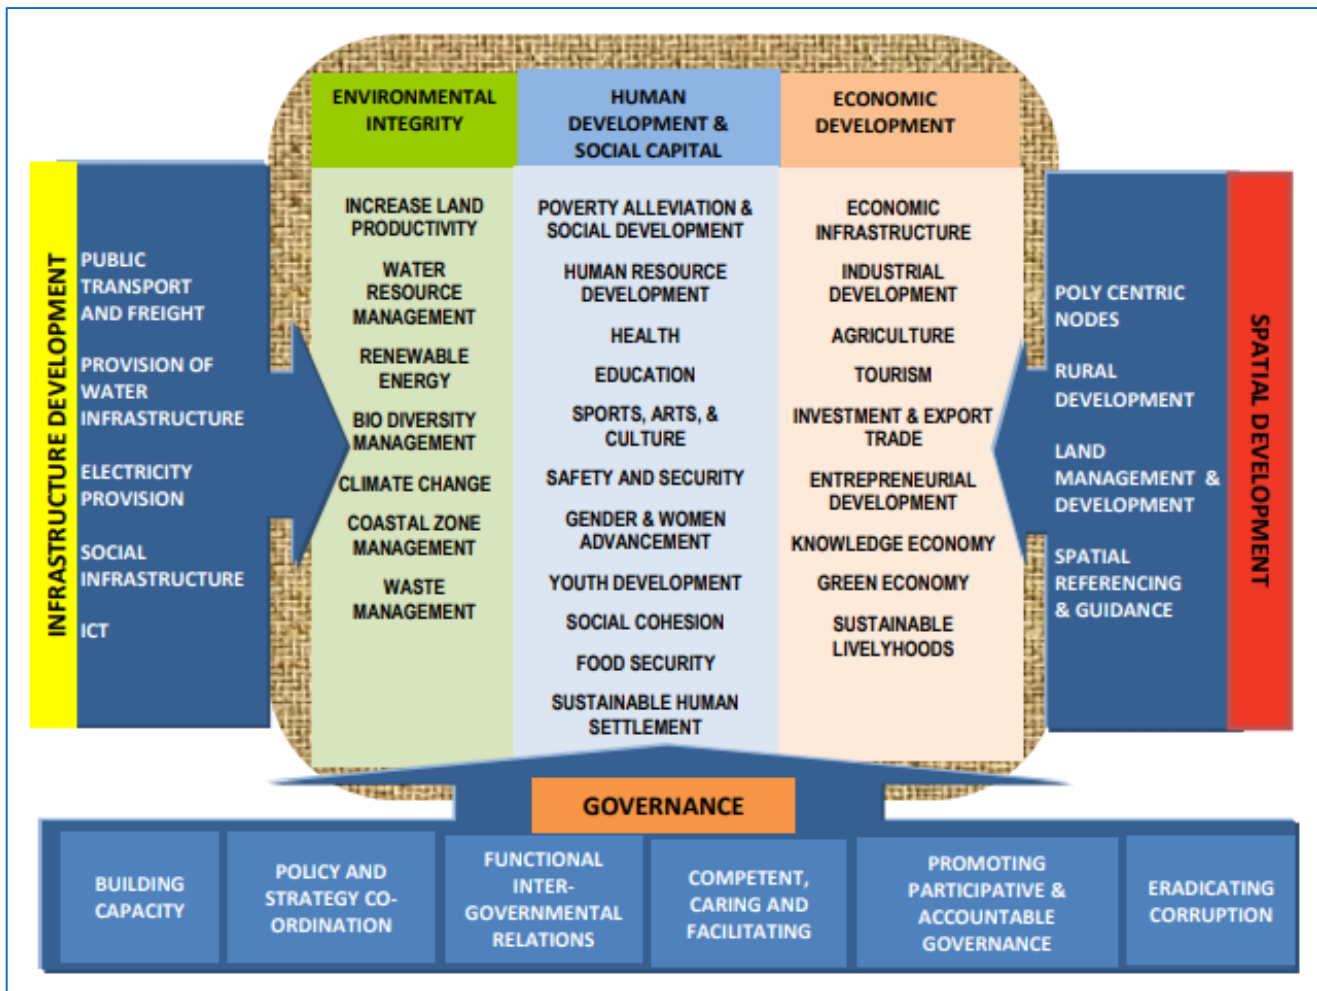 ENVIRONMENTAL
INTEGRITY
HUMAN
DEVELOPMENT &
SOCIAL CAPITAL
ECONOMIC
DEVELOPMENT
INFRASTRUCTURE DEVELOPMENT
PUBLIC
TRANSPORT
AND FREIGHT
PROVISION OF
WATER
INFRASTRUCTURE
ELECTRICITY
PROVISION
SOCIAL
INFRASTRUCTURE
ICT
INCREASE LAND
PRODUCTIVITY
WATER
RESOURCE
MANAGEMENT
RENEWABLE
ENERGY
BIO DIVERSITY
MANAGEMENT
CLIMATE CHANGE
COASTAL ZONE
MANAGEMENT
WASTE
MANAGEMENT
POVERTY ALLEVIATION &
SOCIAL DEVELOPMENT
HUMAN RESOURCE
DEVELOPMENT
HEALTH
EDUCATION
SPORTS, ARTS, &
CULTURE
SAFETY AND SECURITY
GENDER & WOMEN
ADVANCEMENT
YOUTH DEVELOPMENT
SOCIAL COHESION
FOOD SECURITY
SUSTAINABLE HUMAN
SETTLEMENT
ECONOMIC
INFRASTRUCTURE
INDUSTRIAL
DEVELOPMENT
AGRICULTURE
TOURISM
INVESTMENT & EXPORT
TRADE
ENTREPRENEURIAL
DEVELOPMENT
KNOWLEDGE ECONOMY
GREEN ECONOMY
SUSTAINABLE
LIVELYHOODS
POLY CENTRIC
NODES
RURAL
DEVELOPMENT
LAND
MANAGEMENT &
DEVELOPMENT
SPATIAL
REFERENCING
& GUIDANCE
SPATIAL DEVELOPMENT
GOVERNANCE
BUILDING
CAPACITY
POLICY AND
STRATEGY CO-
ORDINATION
FUNCTIONAL
INTER-
GOVERNMENTAL
RELATIONS
COMPETENT,
CARING AND
FACILITATING
PROMOTING
PARTICIPATIVE &
ACCOUNTABLE
GOVERNANCE
ERADICATING
CORRUPTION